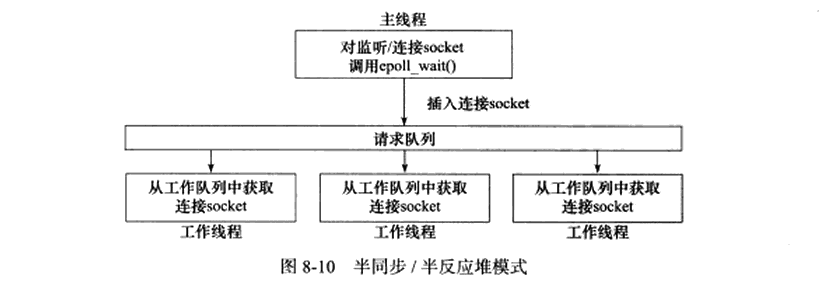 主线程
对监听/连接socket
调用epoll_wait()
插入连接socket
请求队列
从工作队列中获取
连接socket
从工作队列中获取
连接socket
从工作队列中获取
连接socket
工作线程
工作线程
工作线程
图 8-10 半同步/半反应堆模式